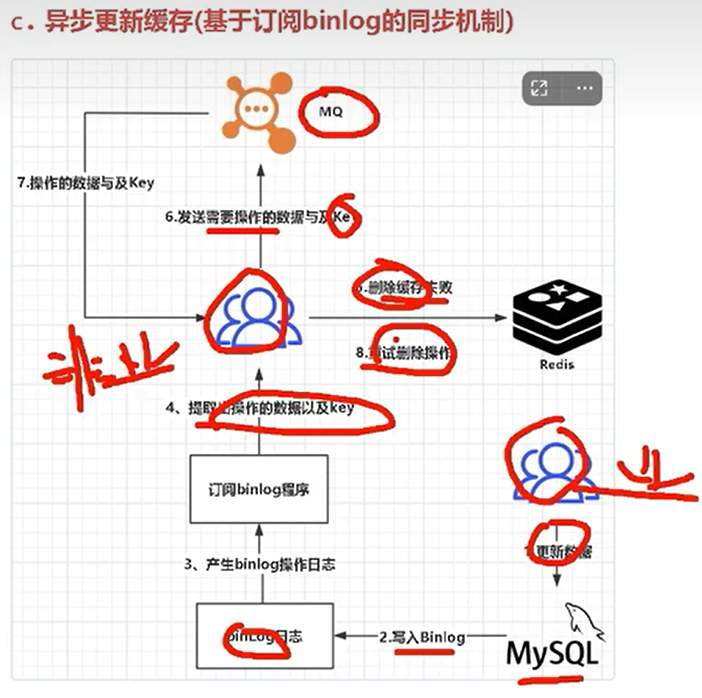 c. 异步更新缓存(基于订阅binlog的同步机制)
MQ
7.操作的数据与及Key
6.发送需要操作的数据与及Key
5.删除缓存失败
8.重试删除操作
Redis
4、提取出操作的数据以及key
订阅binlog程序
业
非业
1.更新数据
3、产生binlog操作日志
binLog日志
2.写入Binlog
MySQL